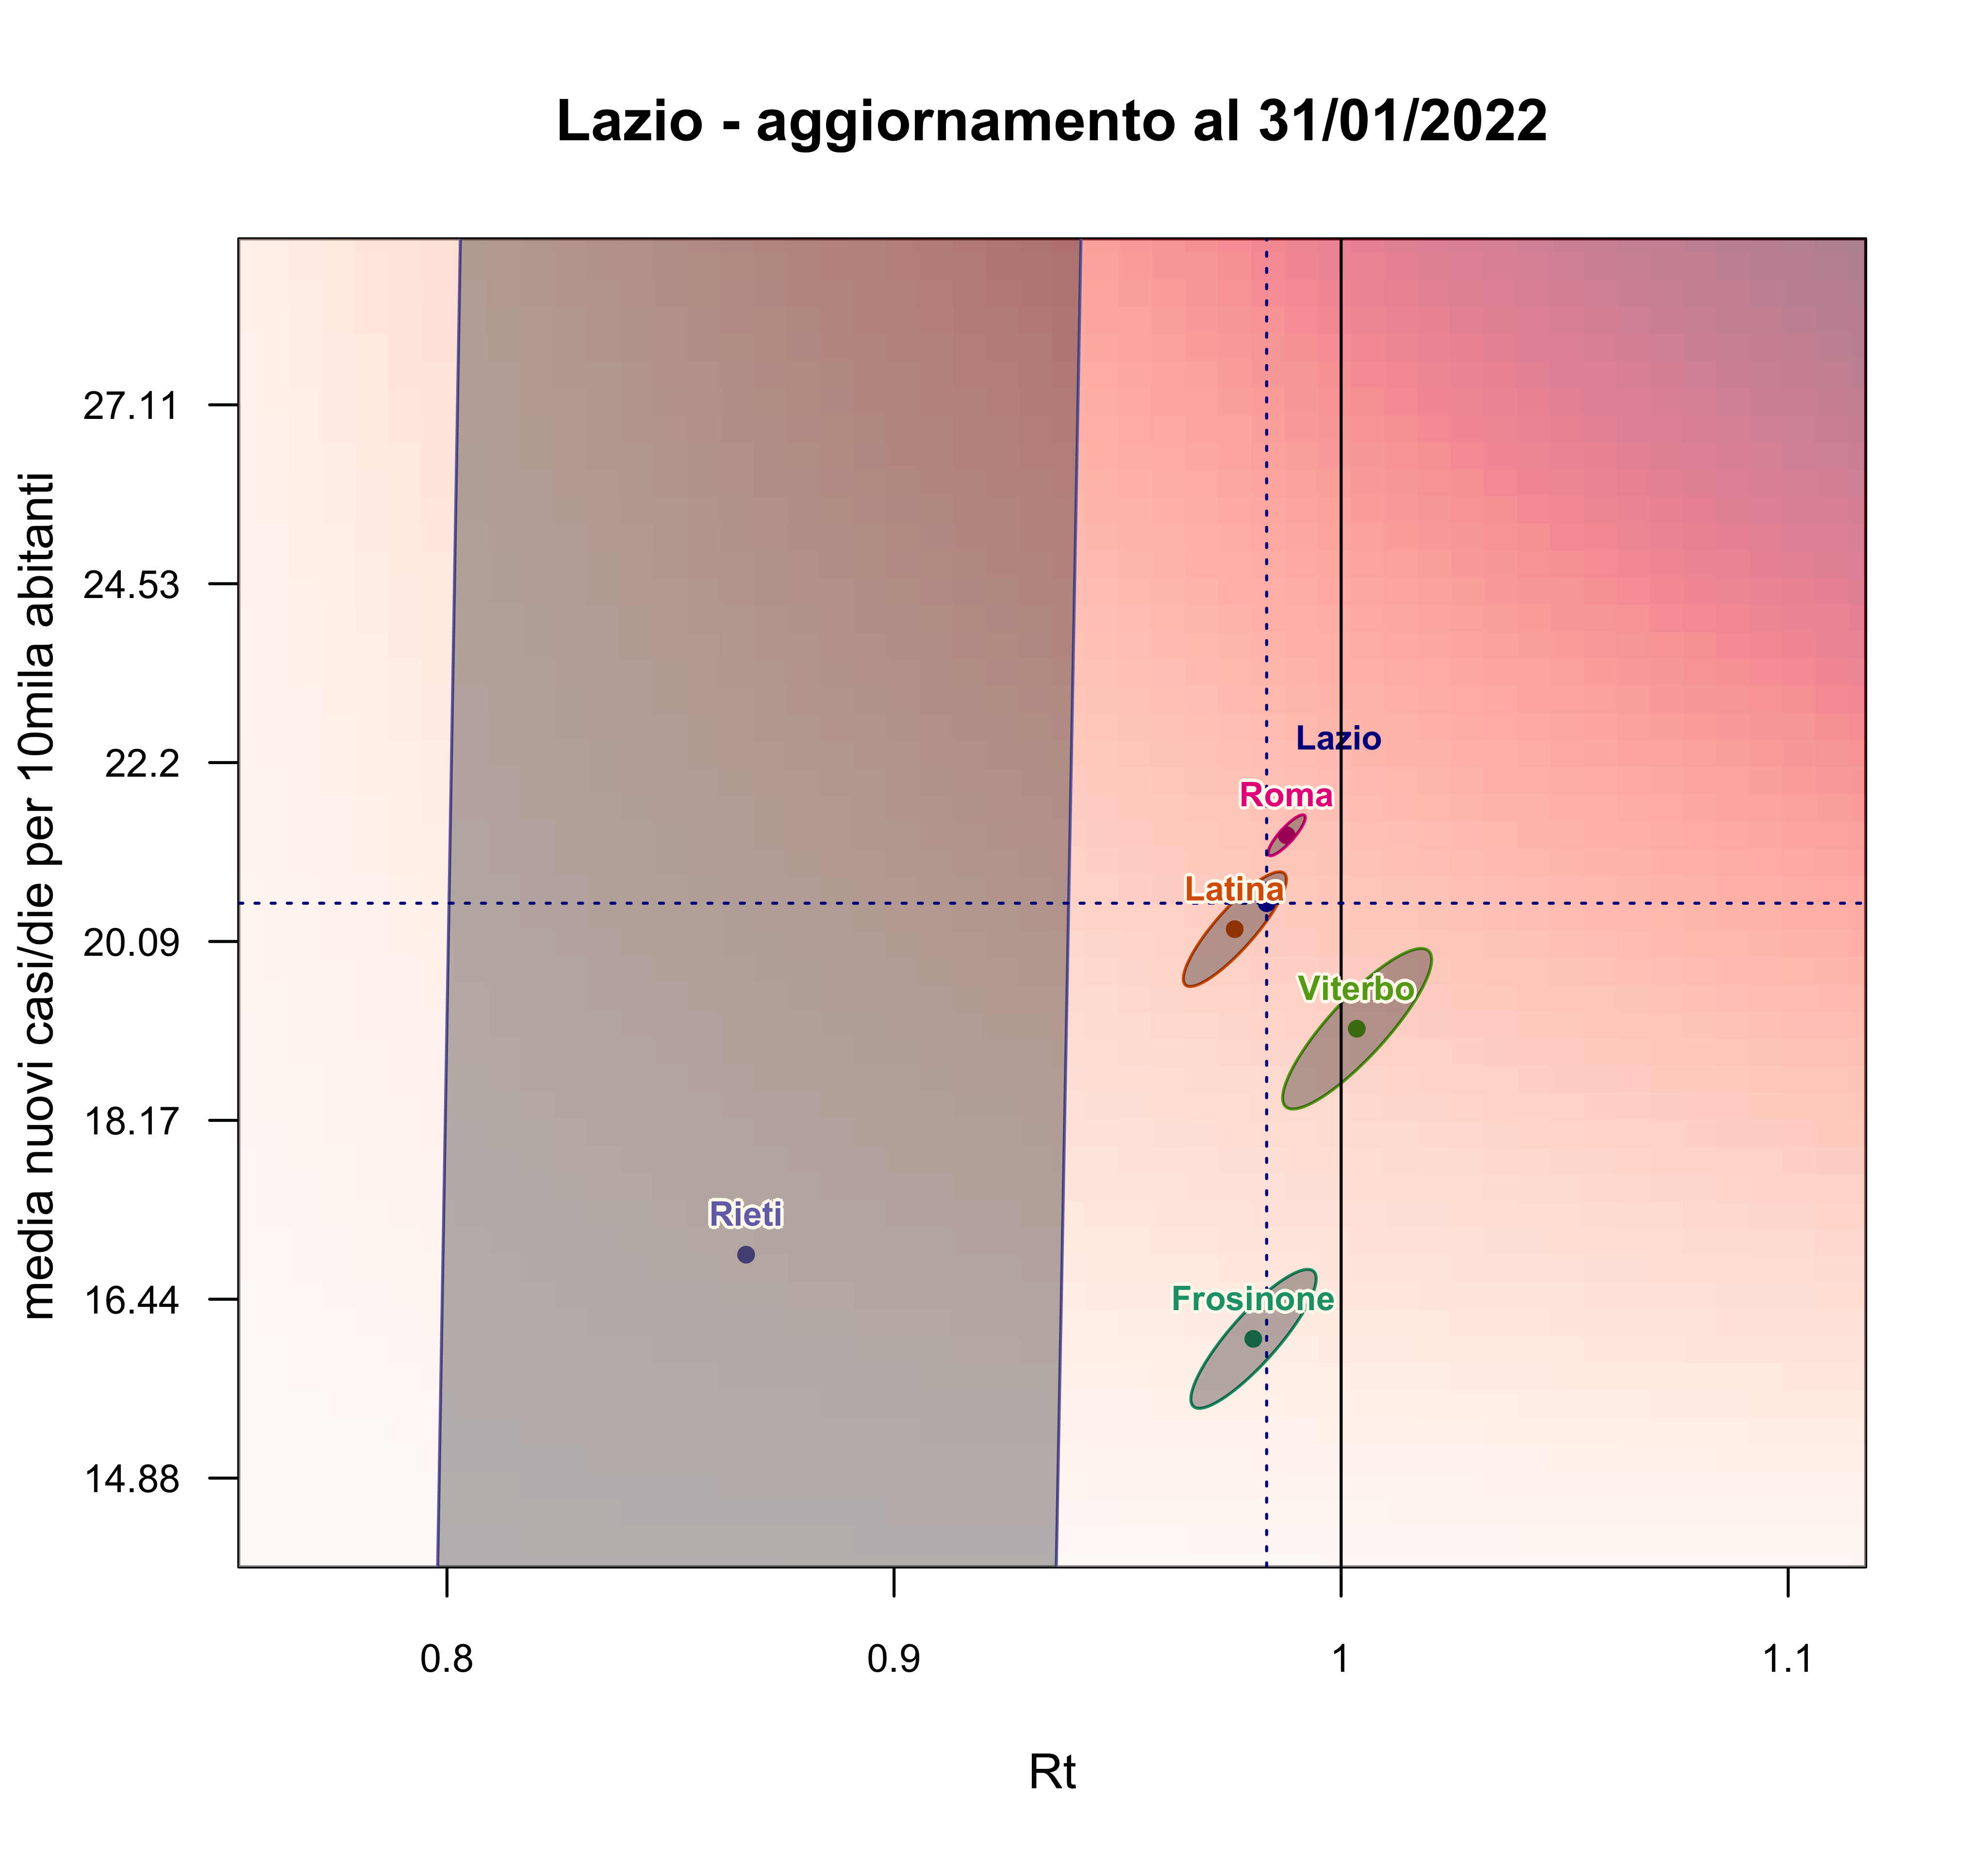 Lazio - aggiornamento al 31/01/2022
media nuovi casi/die per 10mila abitanti
27.11
24.53
22.2
20.09
18.17
16.44
14.88
Lazio
Roma
Latina
Viterbo
Rieti
Frosinone
0.8
0.9
1
1.1
Rt